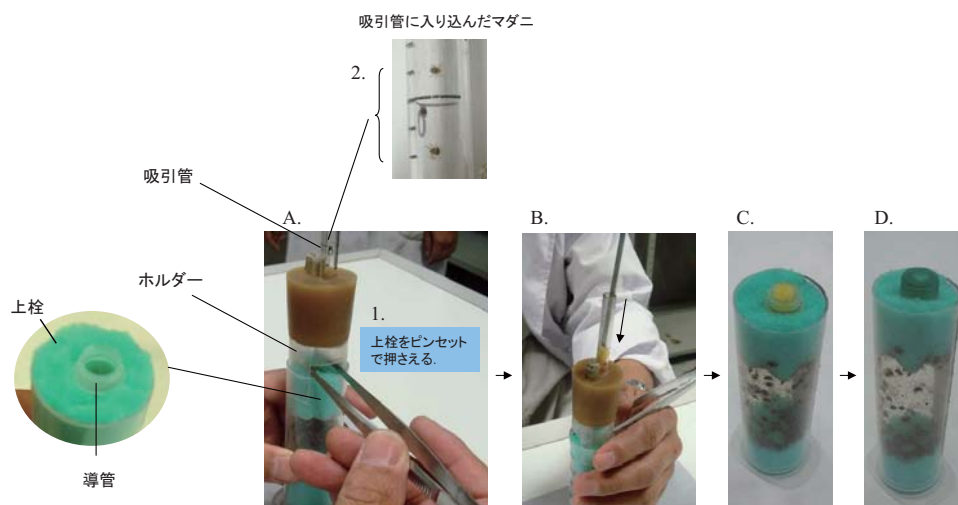 吸引管に入り込んだマダニ
2.
吸引管
A.
B.
C.
D.
ホルダー
1.
上栓をピンセット
で押さえる.
上栓
導管